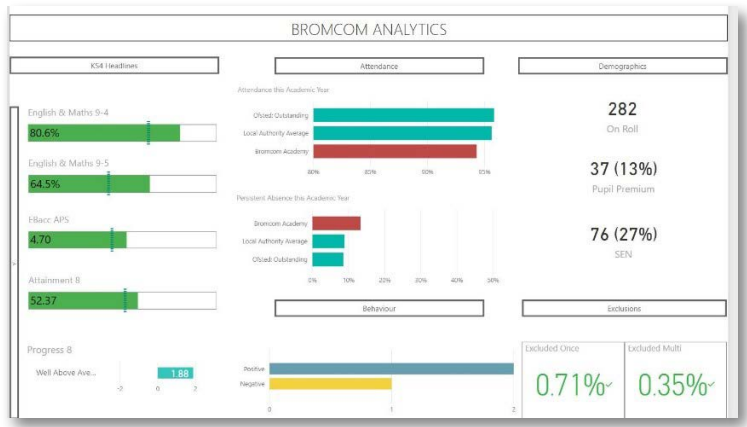 BROMCOM ANALYTICS
KS4 Headlines
English & Maths 9-4
80.6%
English & Maths 9-5
64.5%
EBacc APS
4.70
Attainment 8
52.37
Progress 8
Well Above Ave...
1.88
-2 0 2
Attendance
Attendance this Academic Year
Ofsted: Outstanding
Local Authority Average
Bromcom Academy
80% 85% 90% 95%
Persistent Absence this Academic Year
Bromcom Academy
Local Authority Average
Ofsted: Outstanding
0% 10% 20% 30% 40% 50%
Behaviour
Positive
Negative
0 1 2
Demographics
282
On Roll
37 (13%)
Pupil Premium
76 (27%)
SEN
Exclusions
Excluded Once
0.71%
Excluded Multi
0.35%